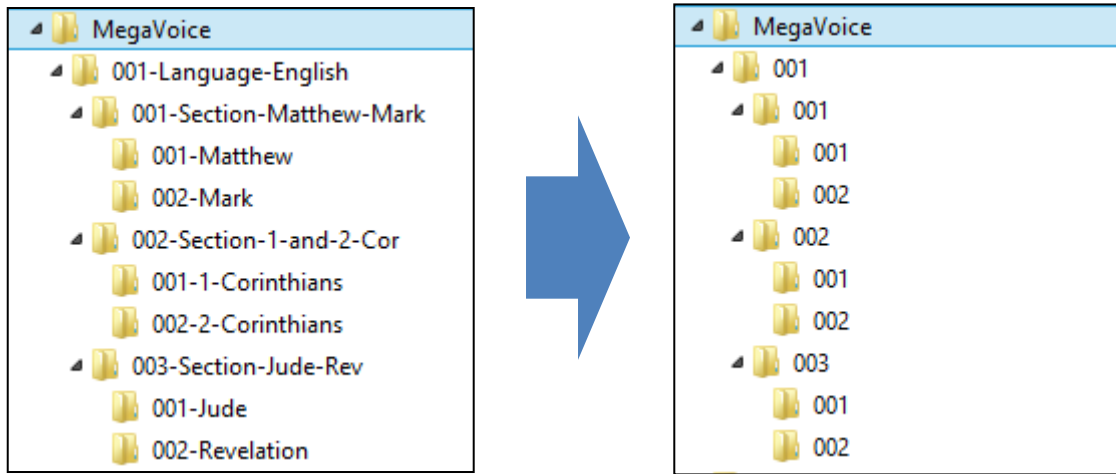 MegaVoice
001-Language-English
001-Section-Matthew-Mark
001-Matthew
002-Mark
002-Section-1-and-2-Cor
001-1-Corinthians
002-2-Corinthians
003-Section-Jude-Rev
001-Jude
002-Revelation
MegaVoice
001
001
001
002
002
001
002
003
001
002